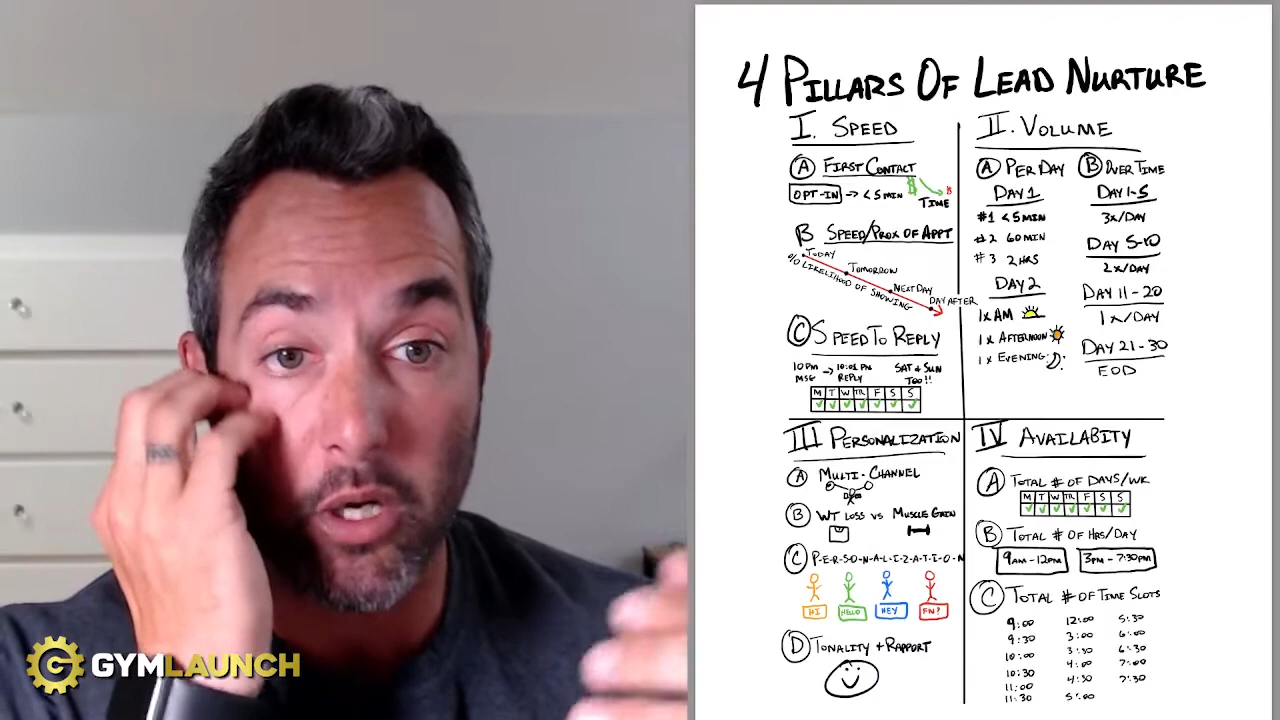 4 PILLARS OF LEAD NURTURE
I. SPEED
A FIRST CONTACT
OPT-IN → < 5 MIN $ TIME
B SPEED/PROX OF APPT
TODAY
TOMORROW
NEXT DAY
DAY AFTER
% LIKELIHOOD OF SHOWING
C SPEED TO REPLY
10PM MSG → 10:01 PM REPLY
SAT + SUN TOO!!
M T W TR F S S
II. VOLUME
A PER DAY
DAY 1
#1 < 5 MIN
#2 60 MIN
#3 2 HRS
DAY 2
1x AM
1 x AFTERNOON
1 x EVENING
B OVER TIME
DAY 1-5
3x/DAY
DAY 5-10
2x/DAY
DAY 11-20
1x/DAY
DAY 21-30
EOD
III PERSONALIZATION
A MULTI-CHANNEL
B WT LOSS VS MUSCLE GAIN
C P-E-R-S-O-N-A-L-I-Z-A-T-I-O-N
HI HELLO HEY FN?
D TONALITY + RAPPORT
IV AVAILABITY
A TOTAL # OF DAYS/WK
M T W TR F S S
B TOTAL # OF HRS/DAY
9AM-12PM 3PM-7:30PM
C TOTAL # OF TIME SLOTS
9:00 12:00 5:30
9:30 3:00 6:00
10:00 3:30 6:30
10:30 4:00 7:00
11:00 4:30 7:30
11:30 5:00
GYMLAUNCH